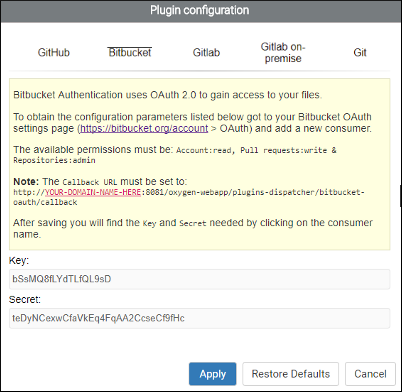 Plugin configuration
GitHub
Bitbucket
Gitlab
Gitlab on-
premise
Git
Bitbucket Authentication uses OAuth 2.0 to gain access to your files.
To obtain the configuration parameters listed below got to your Bitbucket OAuth
settings page (https://bitbucket.org/account > OAuth) and add a new consumer.
The available permissions must be: Account:read, Pull requests:write &
Repositories:admin
Note: The Callback URL must be set to:
http://YOUR-DOMAIN-NAME-HERE:8081/oxygen-webapp/plugins-dispatcher/bitbucket-
oauth/callback
After saving you will find the Key and Secret needed by clicking on the consumer
name.
Key:
bSsMQ8fLYdTLfQL9sD
Secret:
teDyNCexwCfaVkEq4FqAA2CcseCf9fHc
Apply
Restore Defaults
Cancel